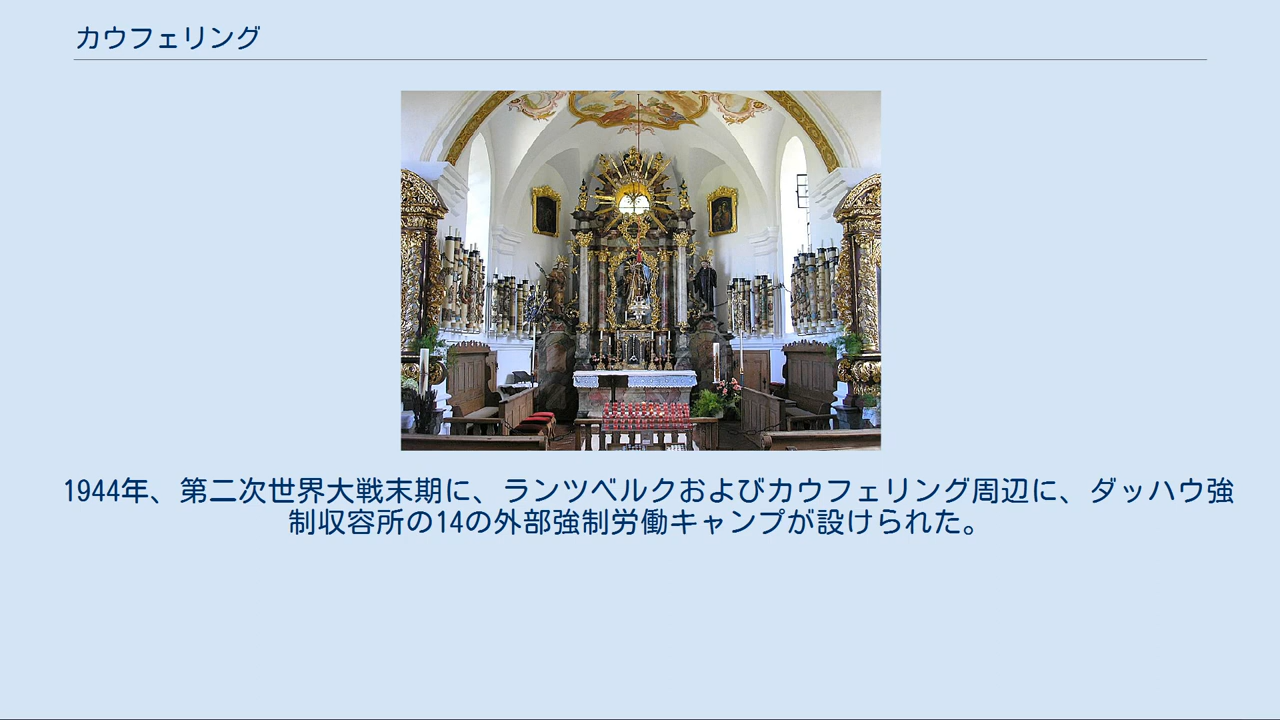 カウフェリング
1944年、第二次世界大戦末期に、ランツベルクおよびカウフェリング周辺に、ダッハウ強
制収容所の14の外部強制労働キャンプが設けられた。